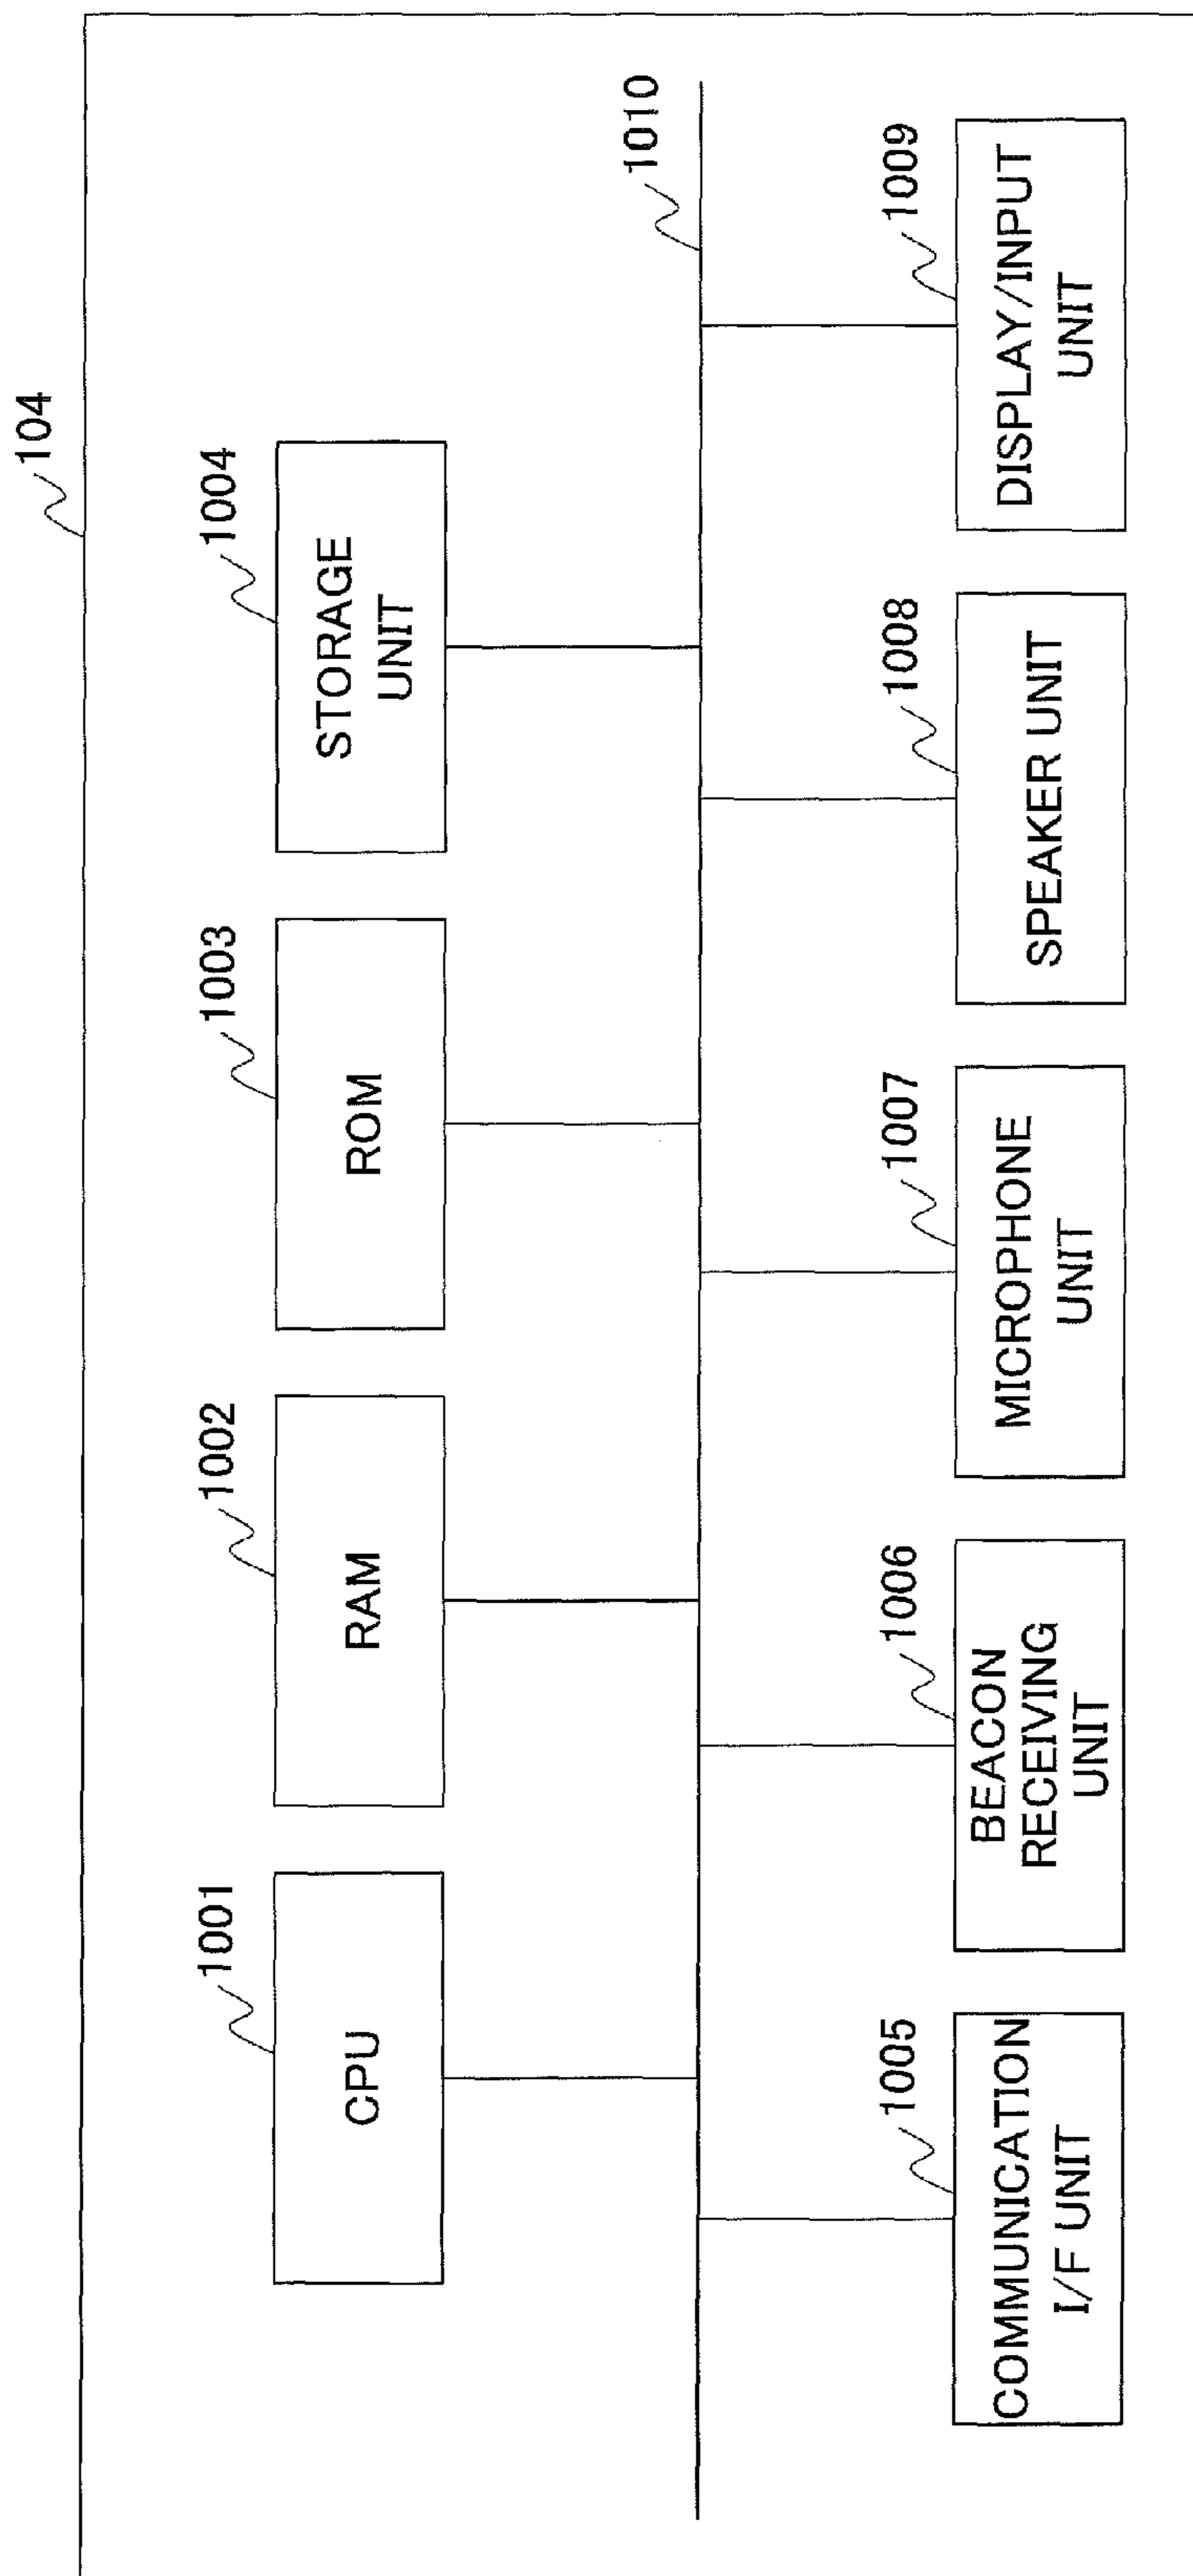 104
1001
CPU
1002
RAM
1003
ROM
1004
STORAGE
UNIT
1010
1005
COMMUNICATION
I/F UNIT
1006
BEACON
RECEIVING
UNIT
1007
MICROPHONE
UNIT
1008
SPEAKER UNIT
1009
DISPLAY/INPUT
UNIT